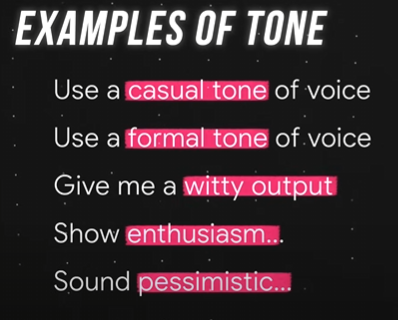 EXAMPLES OF TONE
Use a casual tone of voice
Use a formal tone of voice
Give me a witty output
Show enthusiasm...
Sound pessimistic...